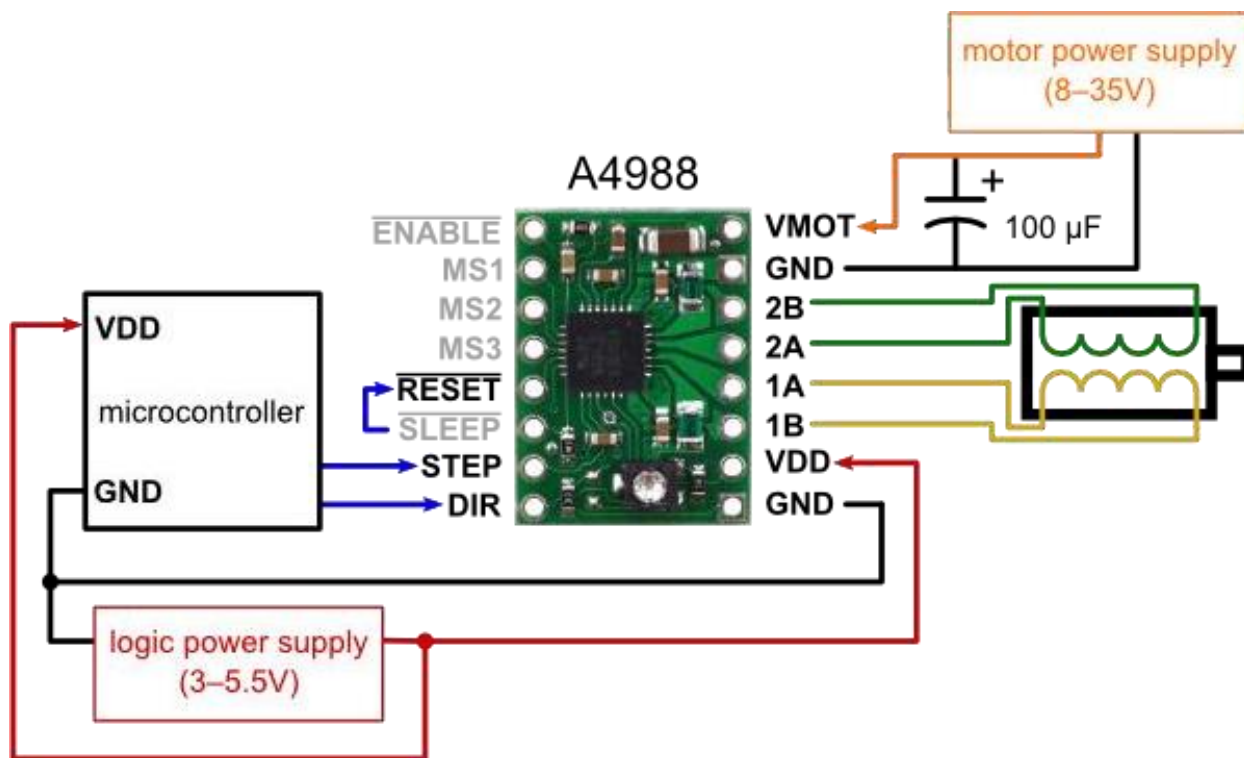 motor power supply
(8–35V)
A4988
ENABLE
MS1
MS2
MS3
RESET
SLEEP
STEP
DIR
VMOT
GND
2B
2A
1A
1B
VDD
GND
+
100 µF
VDD
microcontroller
GND
logic power supply
(3–5.5V)